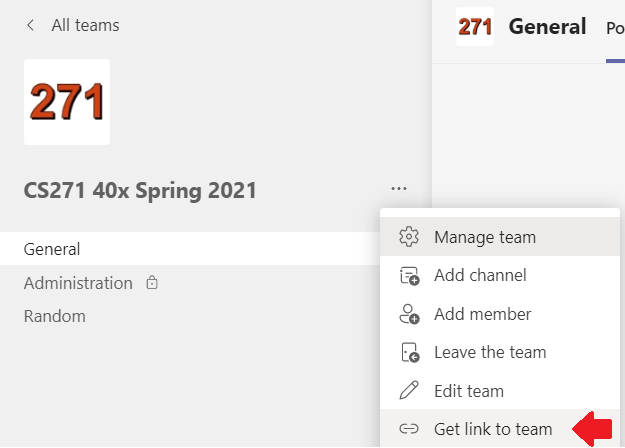 All teams
271
CS271 40x Spring 2021
...
General
Administration
Random
271 General Po
Manage team
Add channel
Add member
Leave the team
Edit team
Get link to team